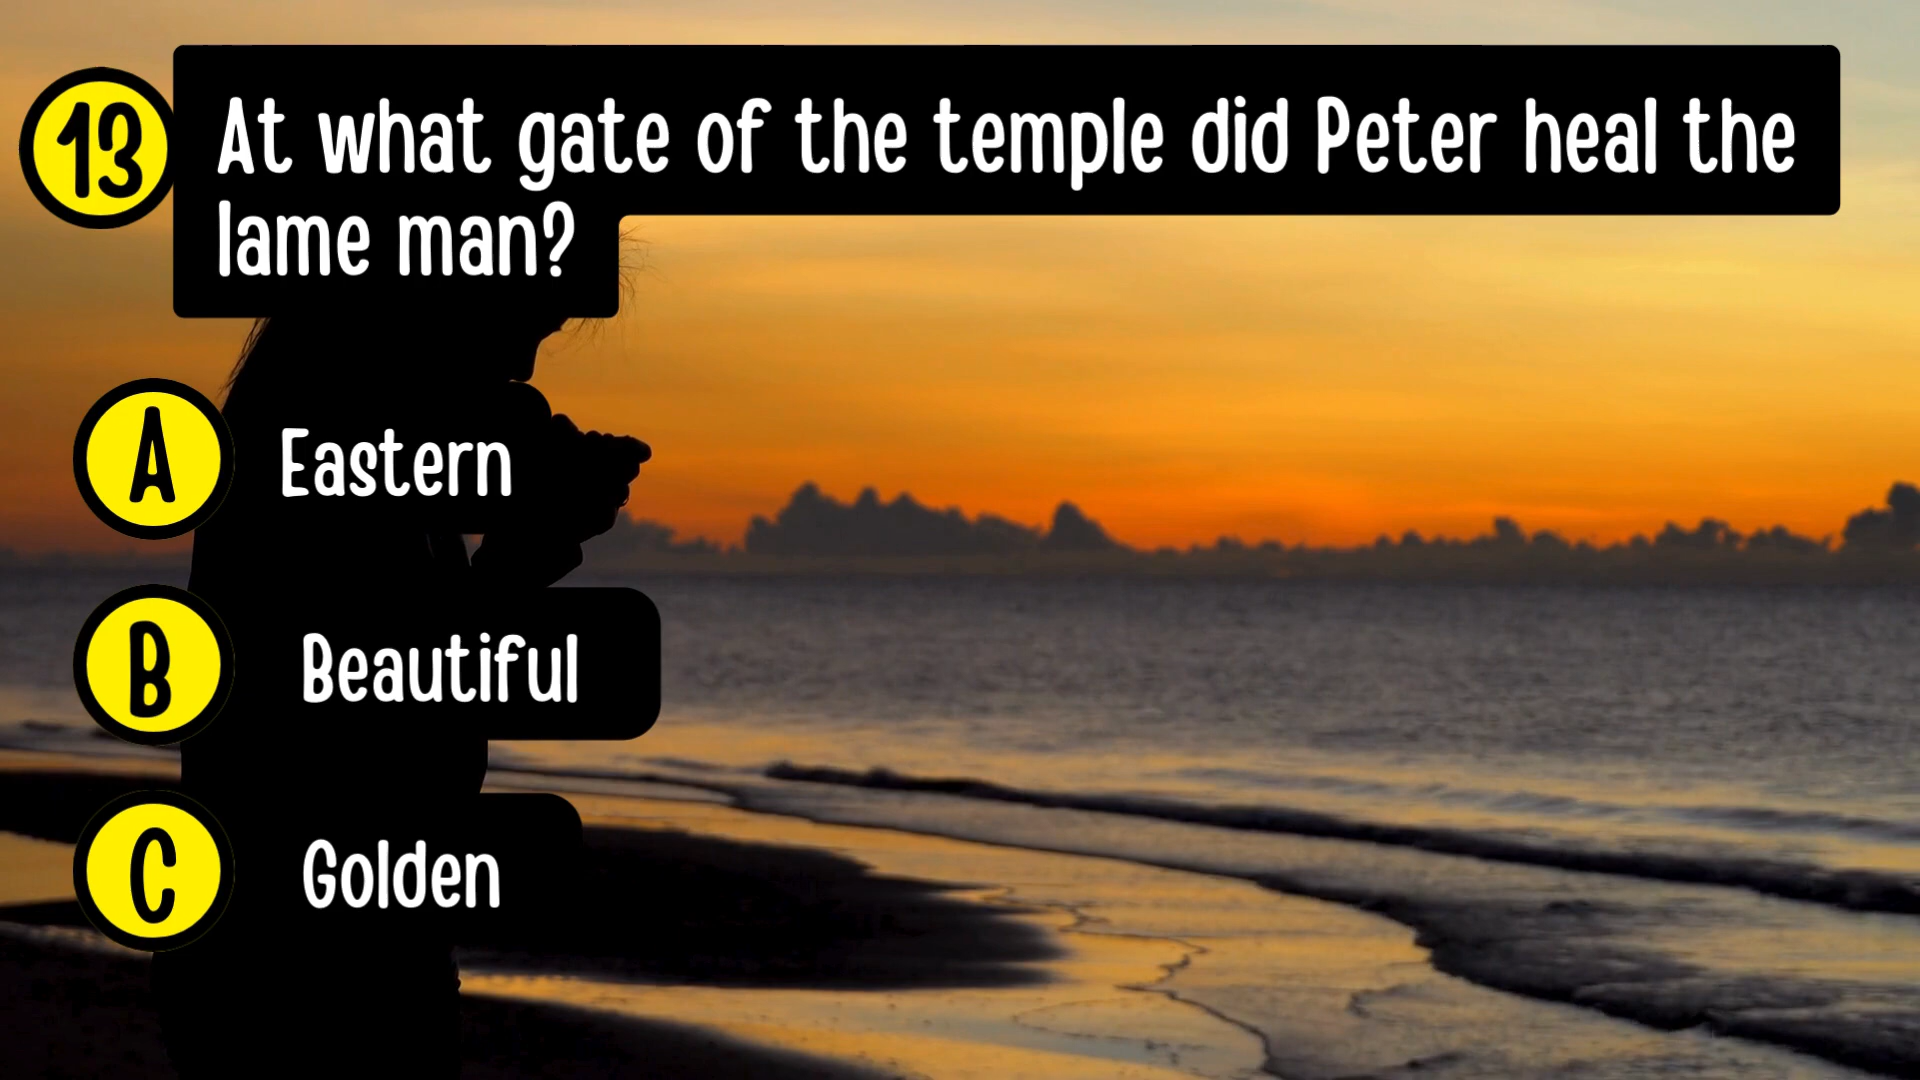 13
At what gate of the temple did Peter heal the
lame man?
A Eastern
B Beautiful
C Golden